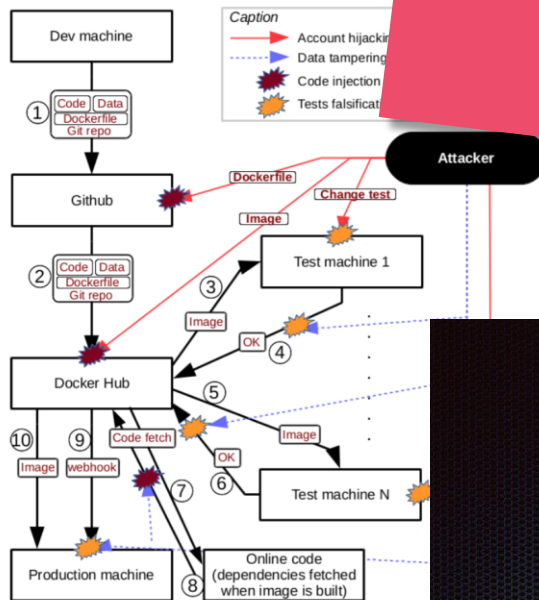 Caption
Account
Data tampering
Code injection
Tests
Dev machine
1
Code Data
Dockerfile
Git repo
Attacker
Dockerfile
Github
Change test
Image
Test machine 1
2
Code Data
Dockerfile
Git repo
3
Image
OK
4
Docker Hub
5
10
9
Code fetch
Image
OK
Image
webhook
6
7
Test machine N
Production machine
8
Online code
(dependencies fetched
when image is built)